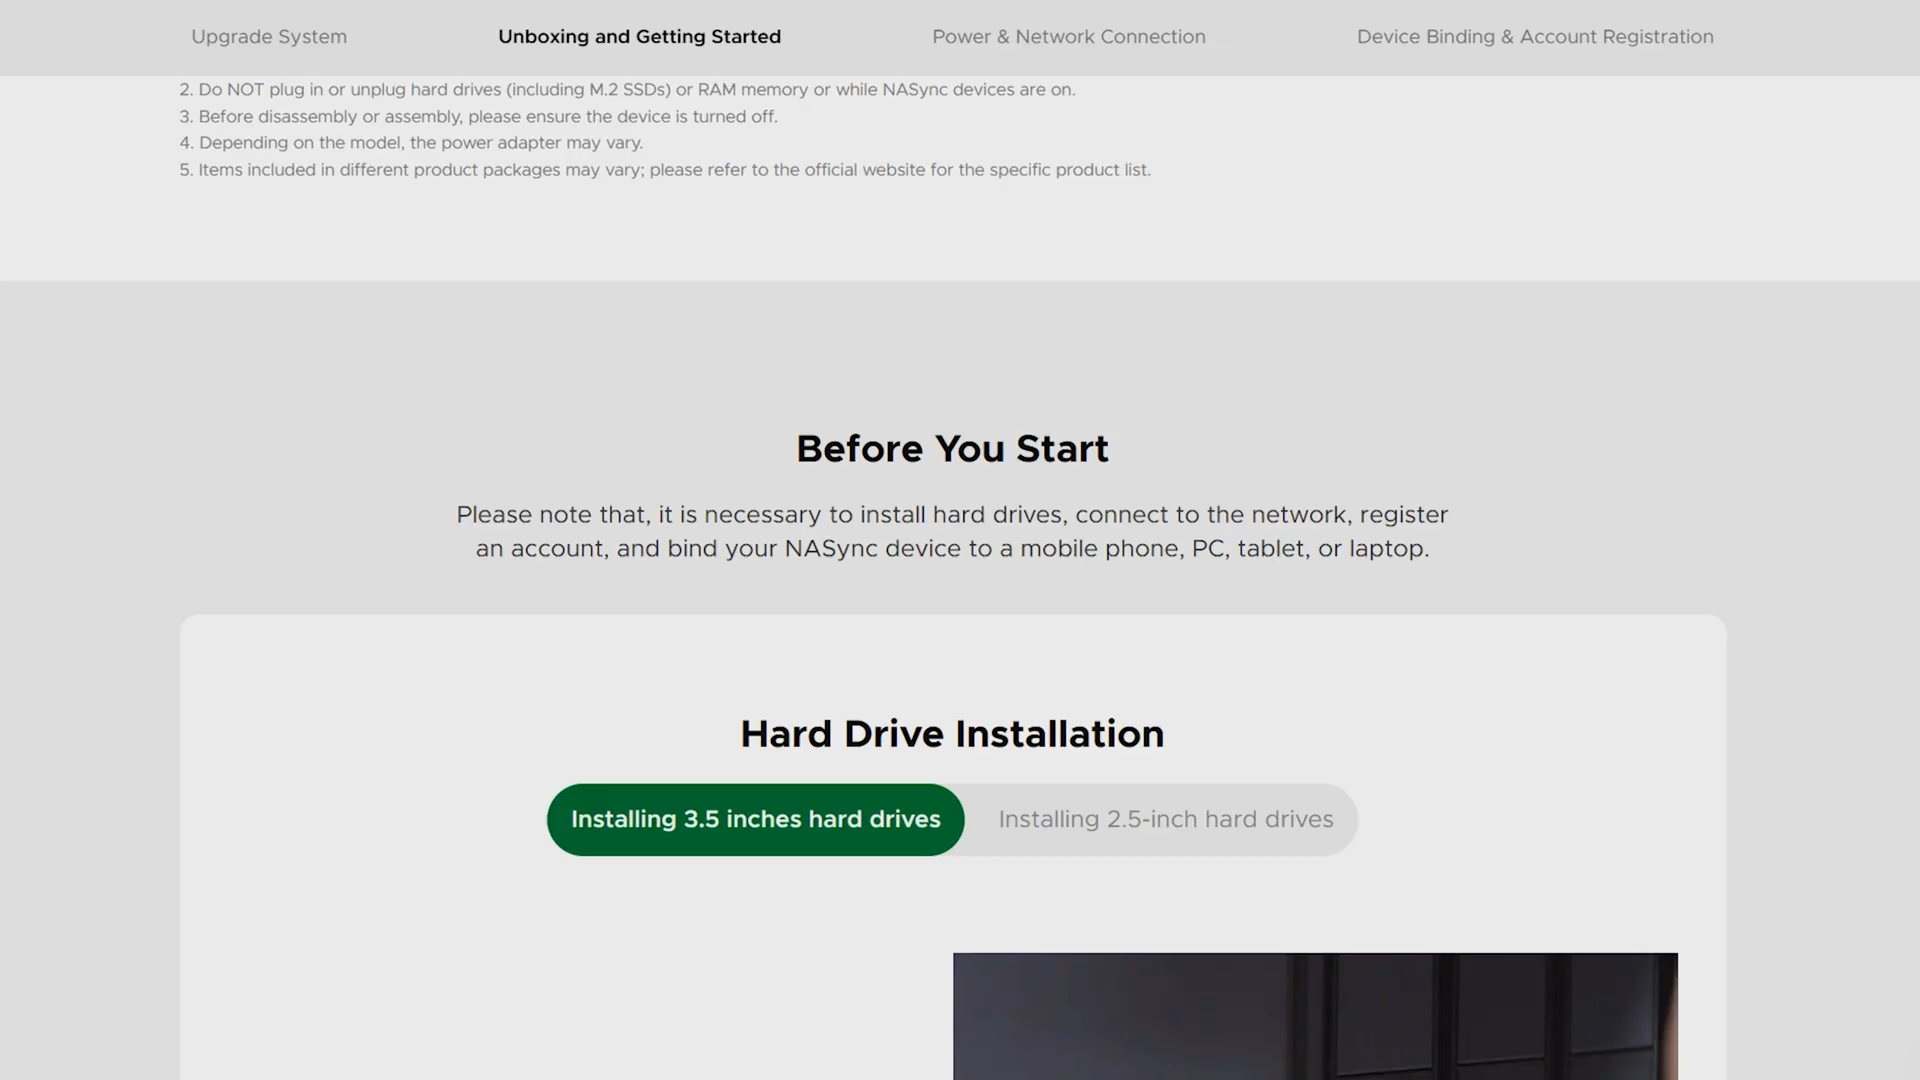 Upgrade System
Unboxing and Getting Started
Power & Network Connection
Device Binding & Account Registration
2. Do NOT plug in or unplug hard drives (including M.2 SSDs) or RAM memory or while NASync devices are on.
3. Before disassembly or assembly, please ensure the device is turned off.
4. Depending on the model, the power adapter may vary.
5. Items included in different product packages may vary; please refer to the official website for the specific product list.
Before You Start
Please note that, it is necessary to install hard drives, connect to the network, register
an account, and bind your NASync device to a mobile phone, PC, tablet, or laptop.
Hard Drive Installation
Installing 3.5 inches hard drives
Installing 2.5-inch hard drives